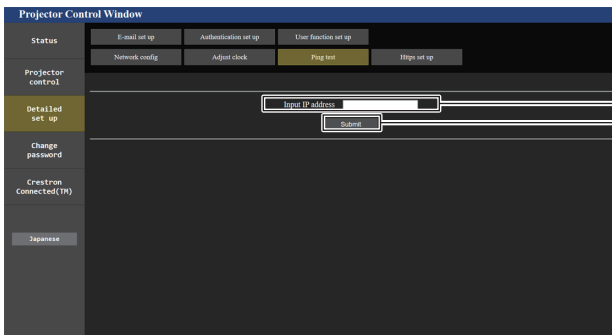 Projector Control Window
Status
E-mail set up
Authentication set up
User function set up
Network config
Adjust clock
Ping test
Https set up
Projector
control
Detailed
set up
Input IP address
Submit
Change
password
Crestron
Connected(TM)
Japanese